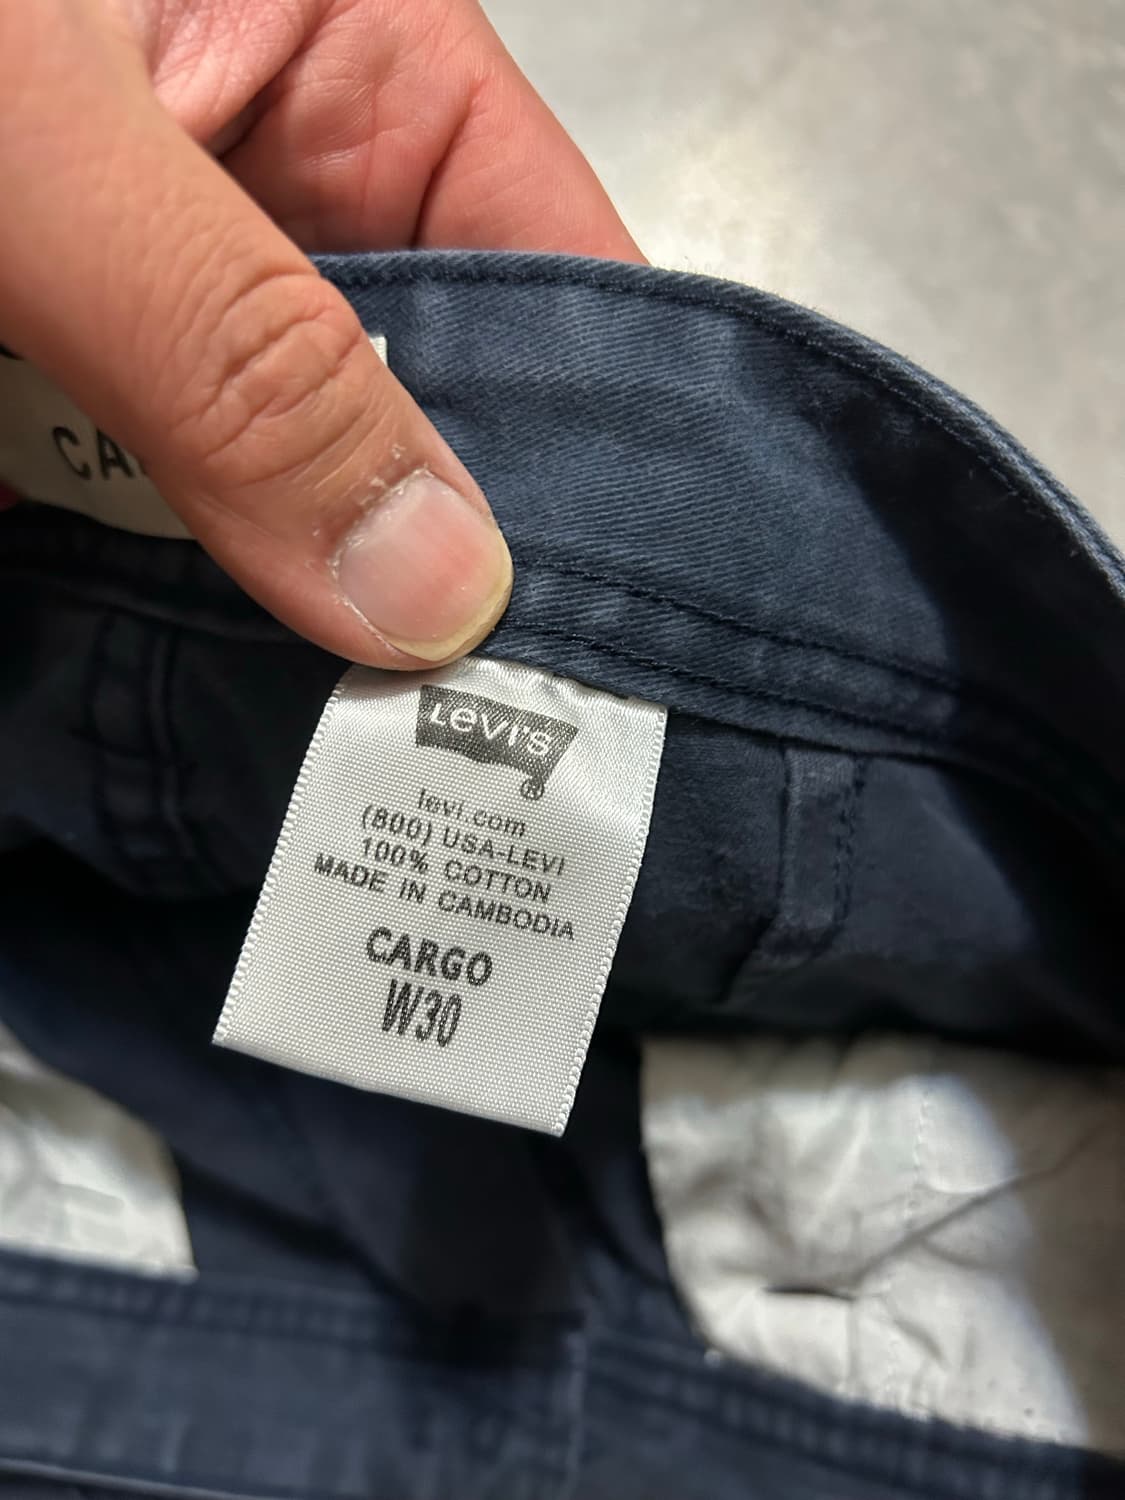 Levi's
®
levi.com
(800) USA-LEVI
100% COTTON
MADE IN CAMBODIA
CARGO
W30